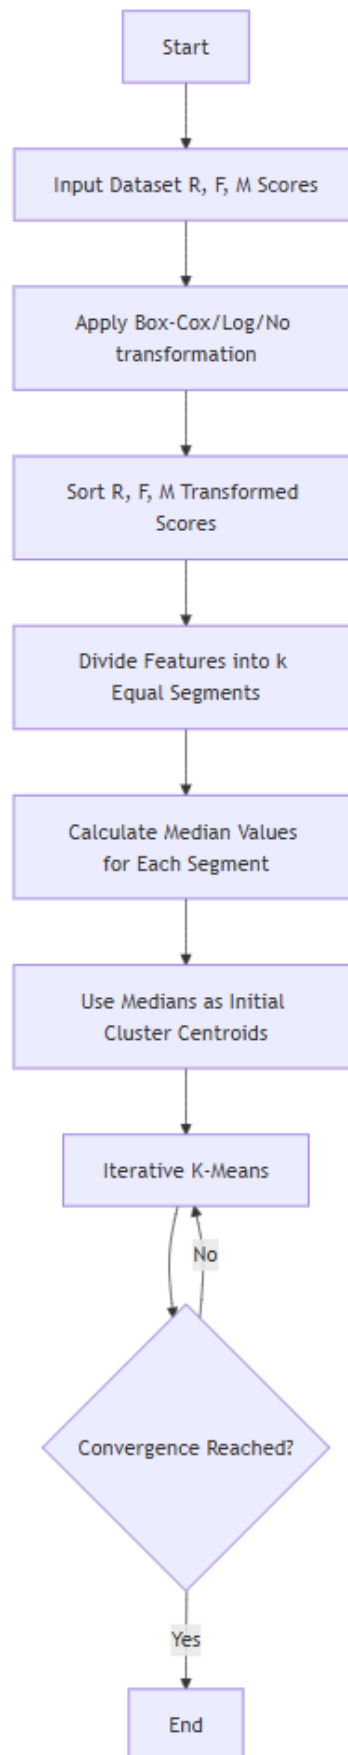 Start
Input Dataset R, F, M Scores
Apply Box-Cox/Log/No
transformation
Sort R, F, M Transformed
Scores
Divide Features into k
Equal Segments
Calculate Median Values
for Each Segment
Use Medians as Initial
Cluster Centroids
Iterative K-Means
No
Convergence Reached?
Yes
End